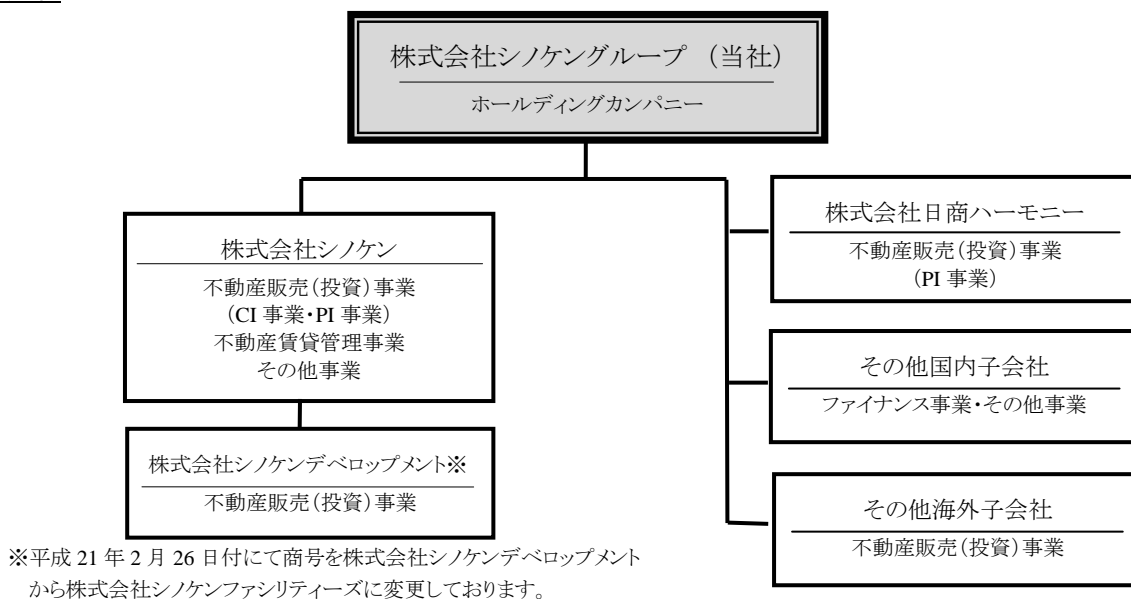 株式会社シノケングループ （当社）
ホールディングカンパニー
株式会社シノケン
不動産販売（投資）事業
（CI 事業・PI 事業）
不動産賃貸管理事業
その他事業
株式会社シノケンデベロップメント※
不動産販売（投資）事業
株式会社日商ハーモニー
不動産販売（投資）事業
（PI 事業）
その他国内子会社
ファイナンス事業・その他事業
その他海外子会社
不動産販売（投資）事業
※平成 21 年 2 月 26 日付にて商号を株式会社シノケンデベロップメント
から株式会社シノケンファシリティーズに変更しております。